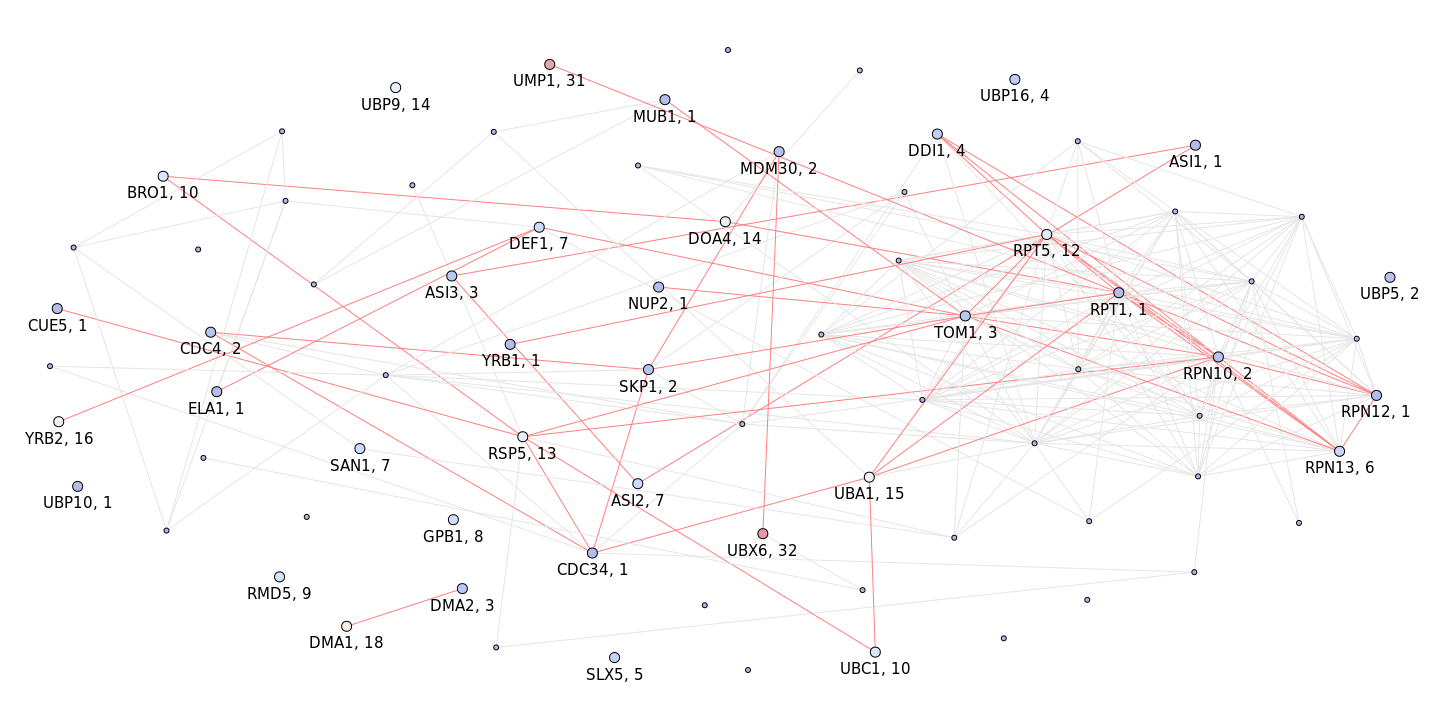 UMP1, 31
UBP9, 14
UBP16, 4
MUB1, 1
DDI1, 4
ASI1, 1
MDM30, 2
BRO1, 10
DEF1, 7
DOA4, 14
RPT5, 12
ASI3, 3
NUP2, 1
UBP5, 2
RPT1, 1
CUE5, 1
TOM1, 3
CDC4, 2
YRB1, 1
SKP1, 2
RPN10, 2
ELA1, 1
RPN12, 1
YRB2, 16
RSP5, 13
SAN1, 7
RPN13, 6
UBP10, 1
ASI2, 7
UBA1, 15
GPB1, 8
UBX6, 32
CDC34, 1
RMD5, 9
DMA2, 3
DMA1, 18
SLX5, 5
UBC1, 10